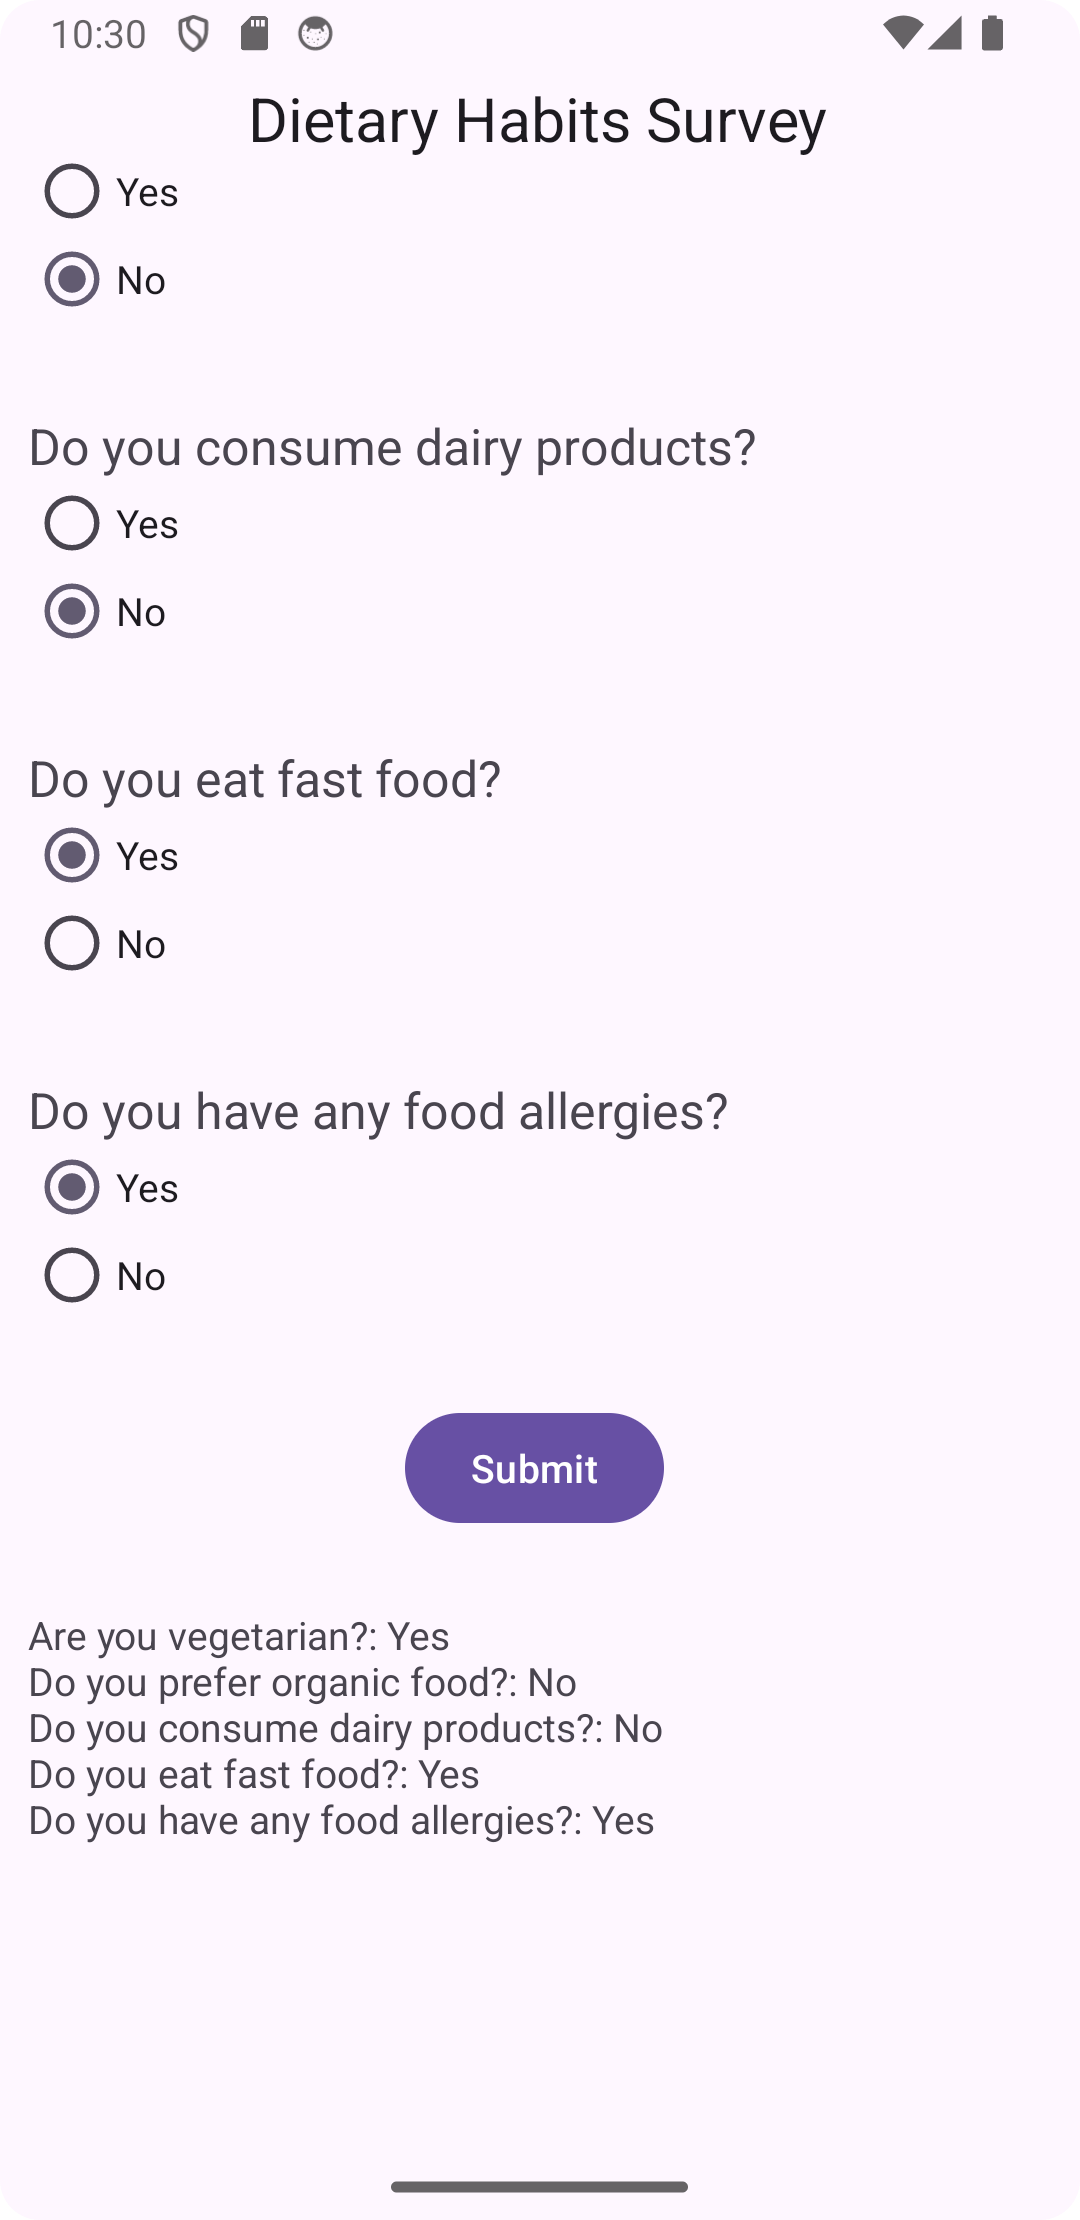 10:30
Dietary Habits Survey
Yes
No
Do you consume dairy products?
Yes
No
Do you eat fast food?
Yes
No
Do you have any food allergies?
Yes
No
Submit
Are you vegetarian?: Yes
Do you prefer organic food?: No
Do you consume dairy products?: No
Do you eat fast food?: Yes
Do you have any food allergies?: Yes